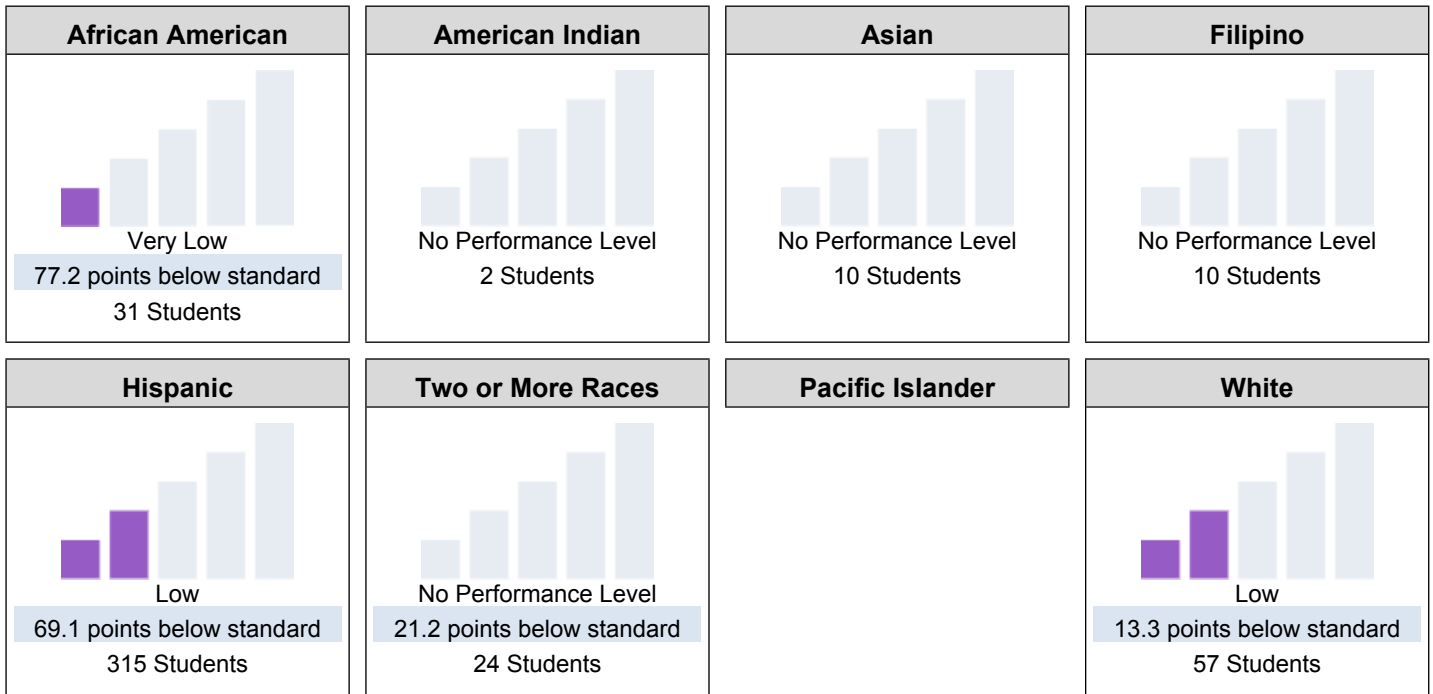 African American
Very Low
77.2 points below standard
31 Students
American Indian
No Performance Level
2 Students
Asian
No Performance Level
10 Students
Filipino
No Performance Level
10 Students
Hispanic
Low
69.1 points below standard
315 Students
Two or More Races
No Performance Level
21.2 points below standard
24 Students
Pacific Islander
White
Low
13.3 points below standard
57 Students